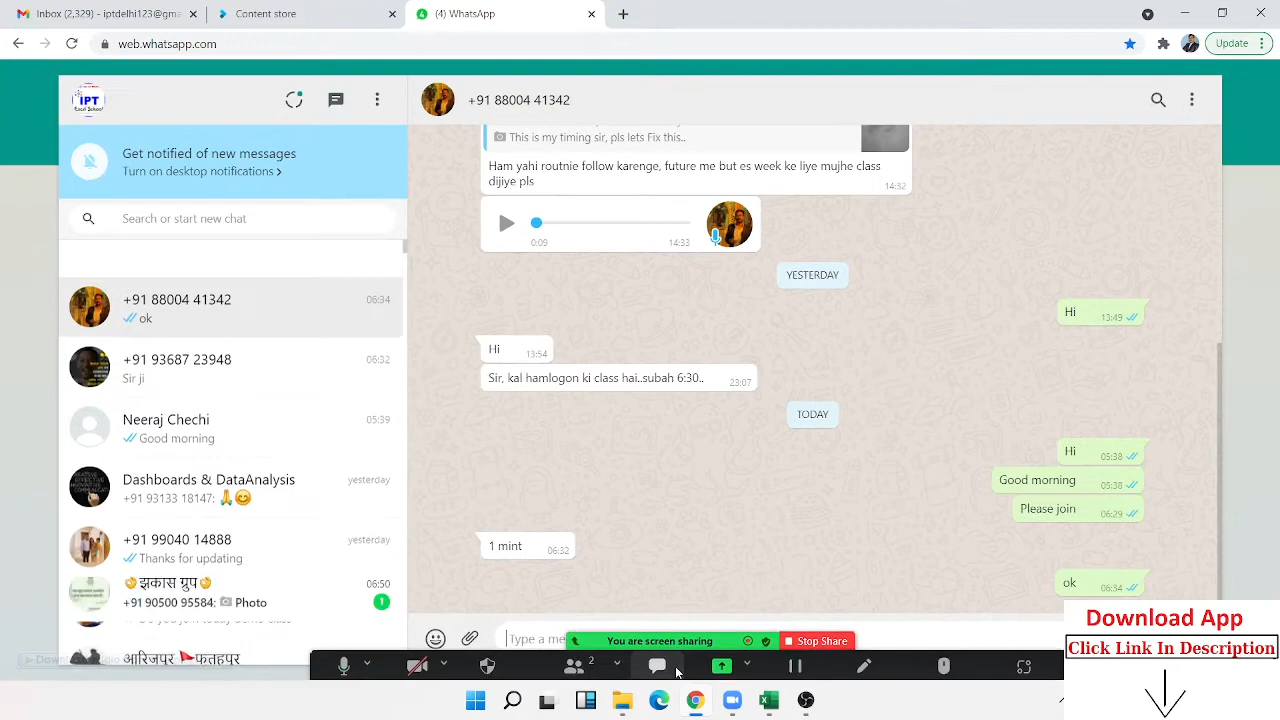 Inbox (2,329) - iptdelhi123@gma
Content store
(4) WhatsApp
web.whatsapp.com
Update
IPT
Excel School
Get notified of new messages
Turn on desktop notifications >
Search or start new chat
+91 88004 41342
06:34
ok
+91 93687 23948
06:32
Sir ji
Neeraj Chechi
05:39
Good morning
Dashboards & DataAnalysis
yesterday
+91 93133 18147: 🙏😊
+91 99040 14888
yesterday
Thanks for updating
👌झकास ग्रुप👌
06:50
+91 90500 95584: Photo
1
+91 88004 41342
This is my timing sir, pls lets Fix this..
Ham yahi routnie follow karenge, future me but es week ke liye mujhe class
dijiye pls
14:32
0:09
14:33
YESTERDAY
Hi
13:49
Hi
13:54
Sir, kal hamlogon ki class hai..subah 6:30..
23:07
TODAY
Hi
05:38
Good morning
05:38
Please join
06:29
1 mint
06:32
ok
06:34
Type a me
You are screen sharing
Stop Share
2
Download App
Click Link In Description